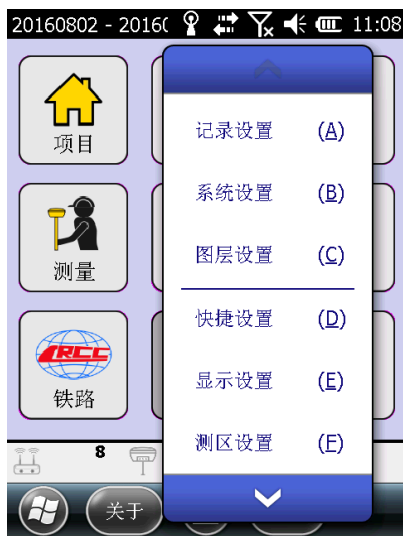 20160802 - 2016( 11:08
项目
测量
CRCC
铁路
记录设置 (A)
系统设置 (B)
图层设置 (C)
快捷设置 (D)
显示设置 (E)
测区设置 (F)
8
关于